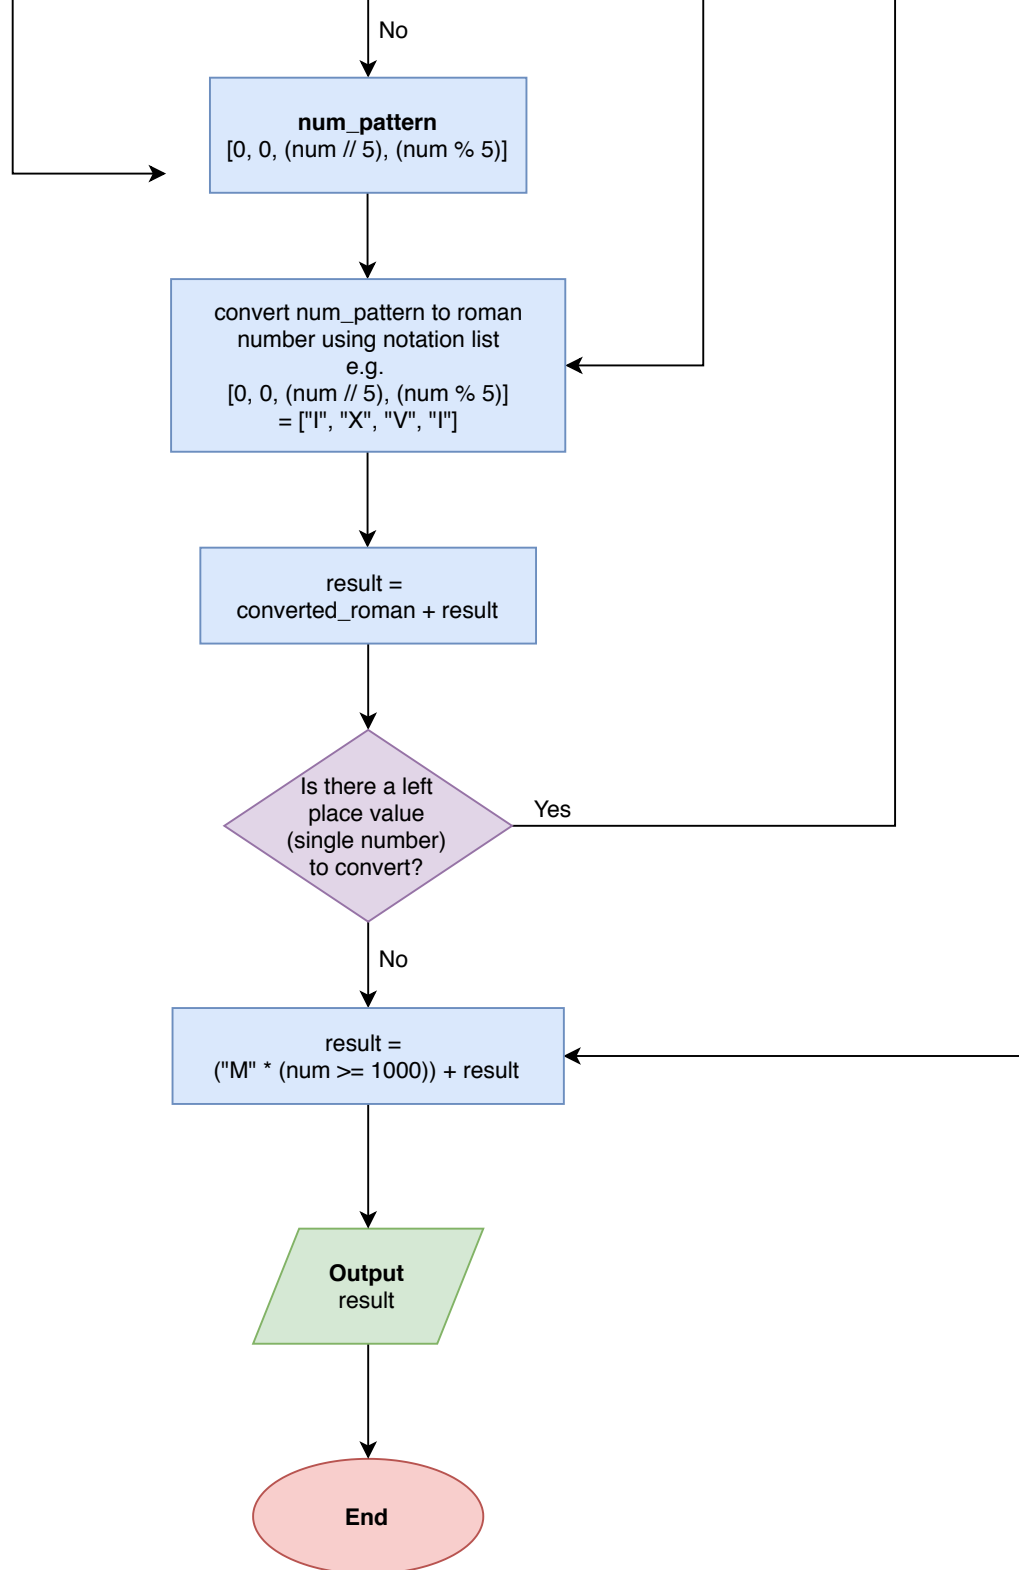 No
num_pattern
[0, 0, (num // 5), (num % 5)]
convert num_pattern to roman
number using notation list
e.g.
[0, 0, (num // 5), (num % 5)]
= ["I", "X", "V", "I"]
result =
converted_roman + result
Is there a left
place value
(single number)
to convert?
Yes
No
result =
("M" * (num >= 1000)) + result
Output
result
End